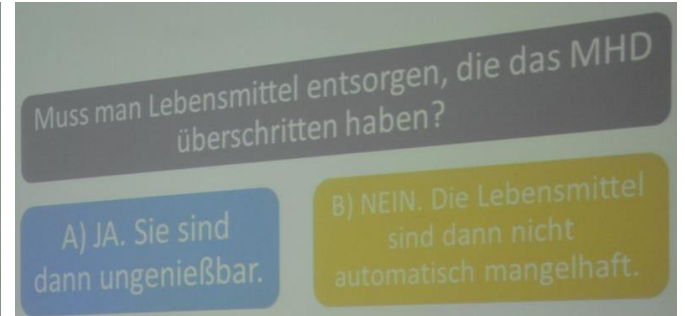 Muss man Lebensmittel entsorgen, die das MHD
überschritten haben?
A) JA. Sie sind
dann ungenießbar.
B) NEIN. Die Lebensmittel
sind dann nicht
automatisch mangelhaft.